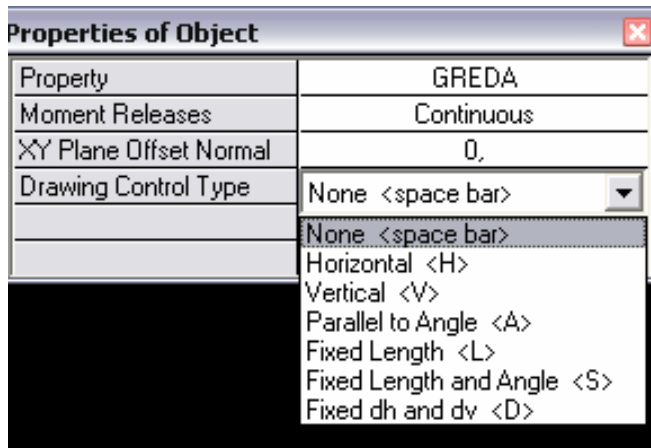 Properties of Object
Property GREDA
Moment Releases Continuous
XY Plane Offset Normal 0,
Drawing Control Type None <space bar>
None <space bar>
Horizontal <H>
Vertical <V>
Parallel to Angle <A>
Fixed Length <L>
Fixed Length and Angle <S>
Fixed dh and dv <D>